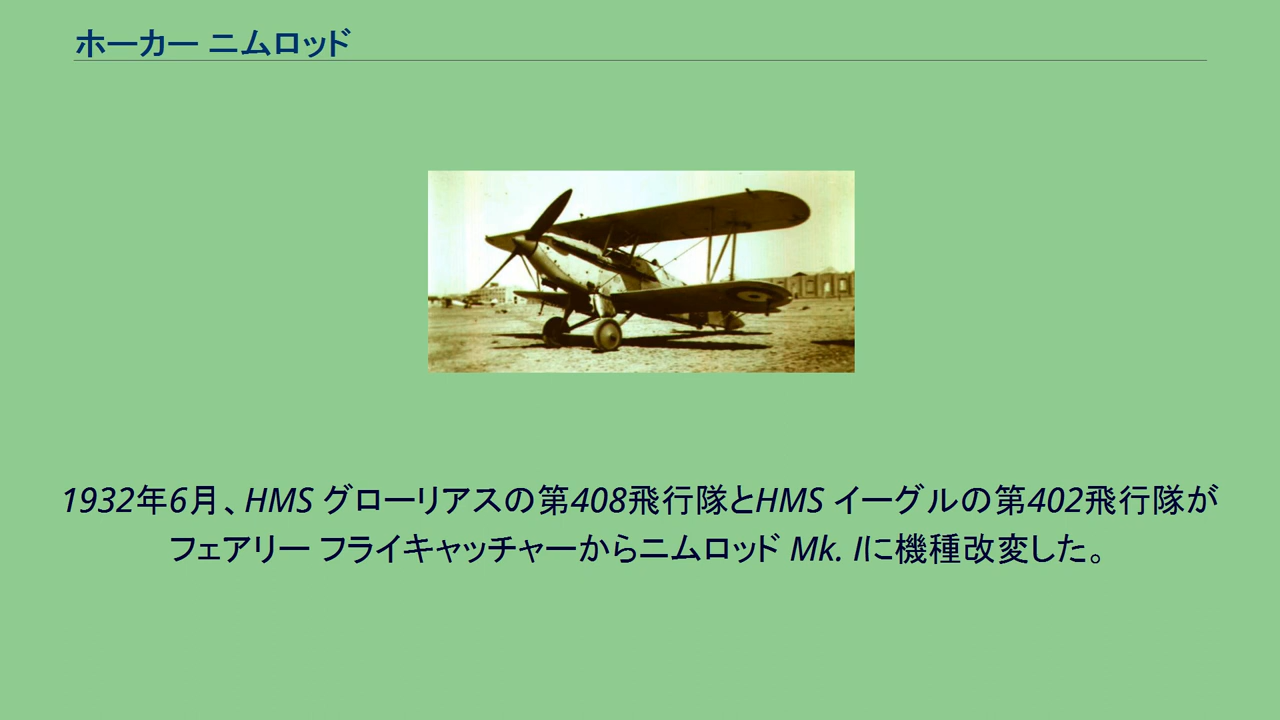 ホーカー ニムロッド
1932年6月、HMS グローリアスの第408飛行隊とHMS イーグルの第402飛行隊が
フェアリー フライキャッチャーからニムロッド Mk. Iに機種改変した。